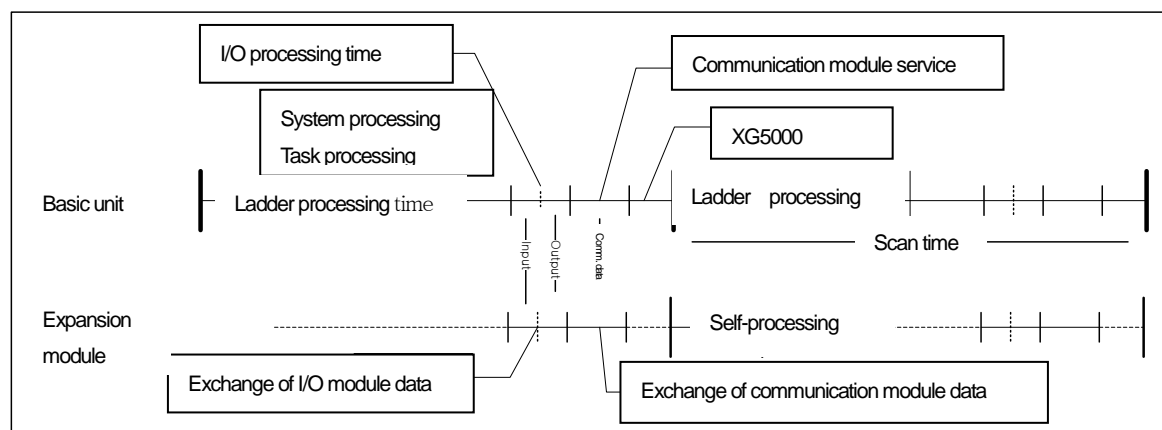 I/O processing time
Communication module service
System processing
Task processing
XG5000
Basic unit
Ladder processing time
Ladder processing
Scan time
Input
Output
Comm. data
Expansion
module
Self-processing
Exchange of I/O module data
Exchange of communication module data